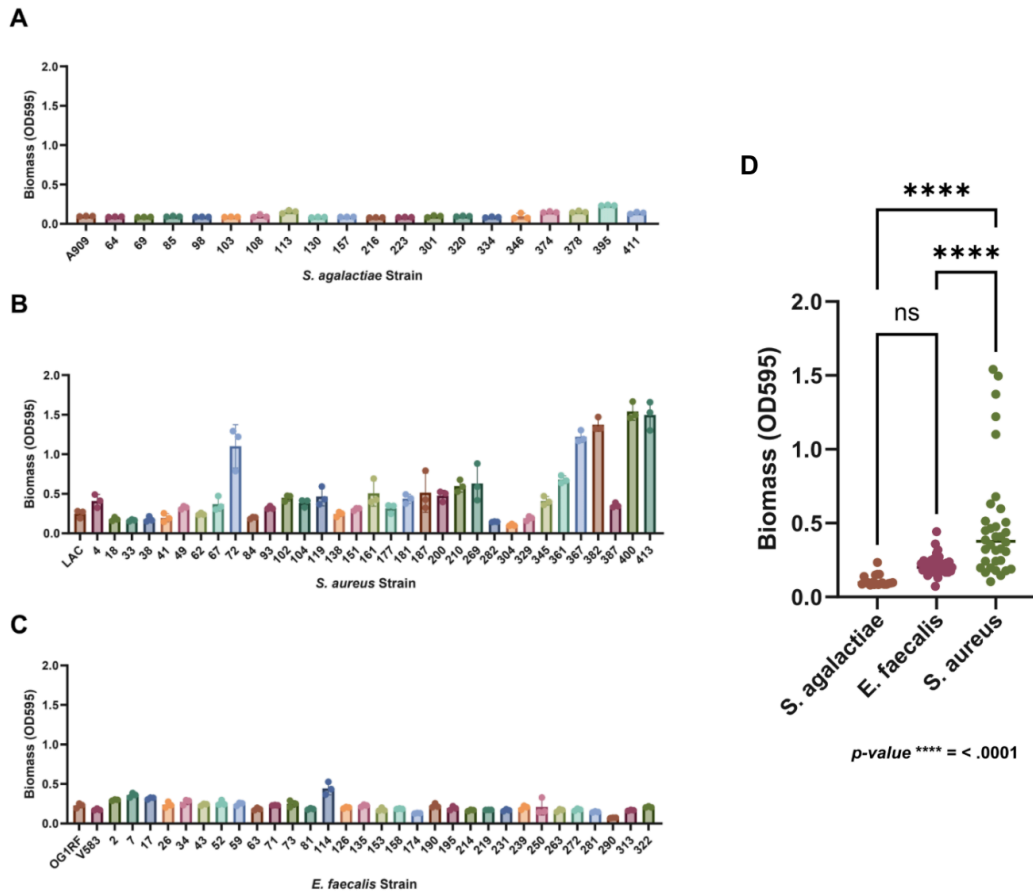 A
2.0
1.5
1.0
0.5
0.0
Biomass (OD595)
A909 64 69 85 98 103 108 113 130 157 216 223 301 320 334 346 374 378 395 411
S. agalactiae Strain
B
2.0
1.5
1.0
0.5
0.0
Biomass (OD595)
LAC 4 18 33 38 41 49 62 67 72 84 93 102 104 119 138 151 161 177 181 187 200 210 269 282 304 329 345 361 367 382 387 400 413
S. aureus Strain
C
2.0
1.5
1.0
0.5
0.0
Biomass (OD595)
OG1RF V583 2 7 17 26 34 43 52 59 63 71 73 81 114 126 135 153 158 174 190 195 214 219 231 239 250 263 272 281 290 313 322
E. faecalis Strain
D
****
****
ns
2.0
1.5
1.0
0.5
0.0
Biomass (OD595)
S. agalactiae
E. faecalis
S. aureus
p-value **** = < .0001